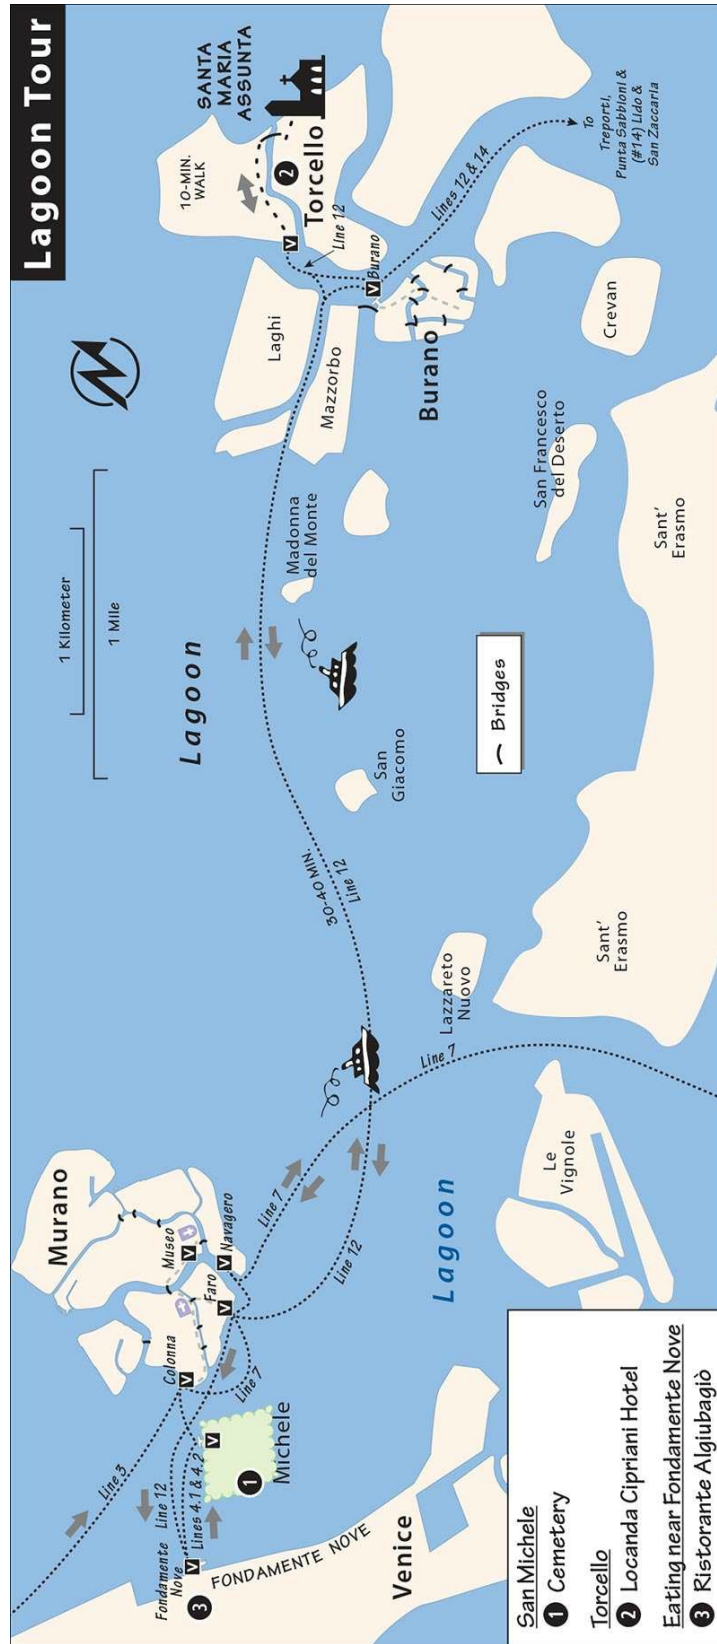 Lagoon Tour
SANTA
MARIA
ASSUNTA
10-MIN.
WALK
2
Torcello
V
Line 12
V Burano
Lines 12 & 14
To
Treporti,
Punta Sabbioni &
(#14) Lido &
San Zaccaria
Laghi
Mazzorbo
Burano
Crevan
N
1 Kilometer
1 Mile
Lagoon
Madonna
del Monte
San Francesco
del Deserto
Sant'
Erasmo
Bridges
San
Giacomo
30-40 MIN.
Line 12
Lazzareto
Nuovo
Sant'
Erasmo
Line 7
Murano
Museo
V
V Navagero
Faro
V
Colonna
V
Line 7
Line 12
Line 7
Lagoon
Le
Vignole
Line 3
Line 12
Lines 4.1 & 4.2
V
1
Michele
Fondamente
Nove
V
3
FONDAMENTE NOVE
Venice
San Michele
1 Cemetery
Torcello
2 Locanda Cipriani Hotel
Eating near Fondamente Nove
3 Ristorante Algiubagiò